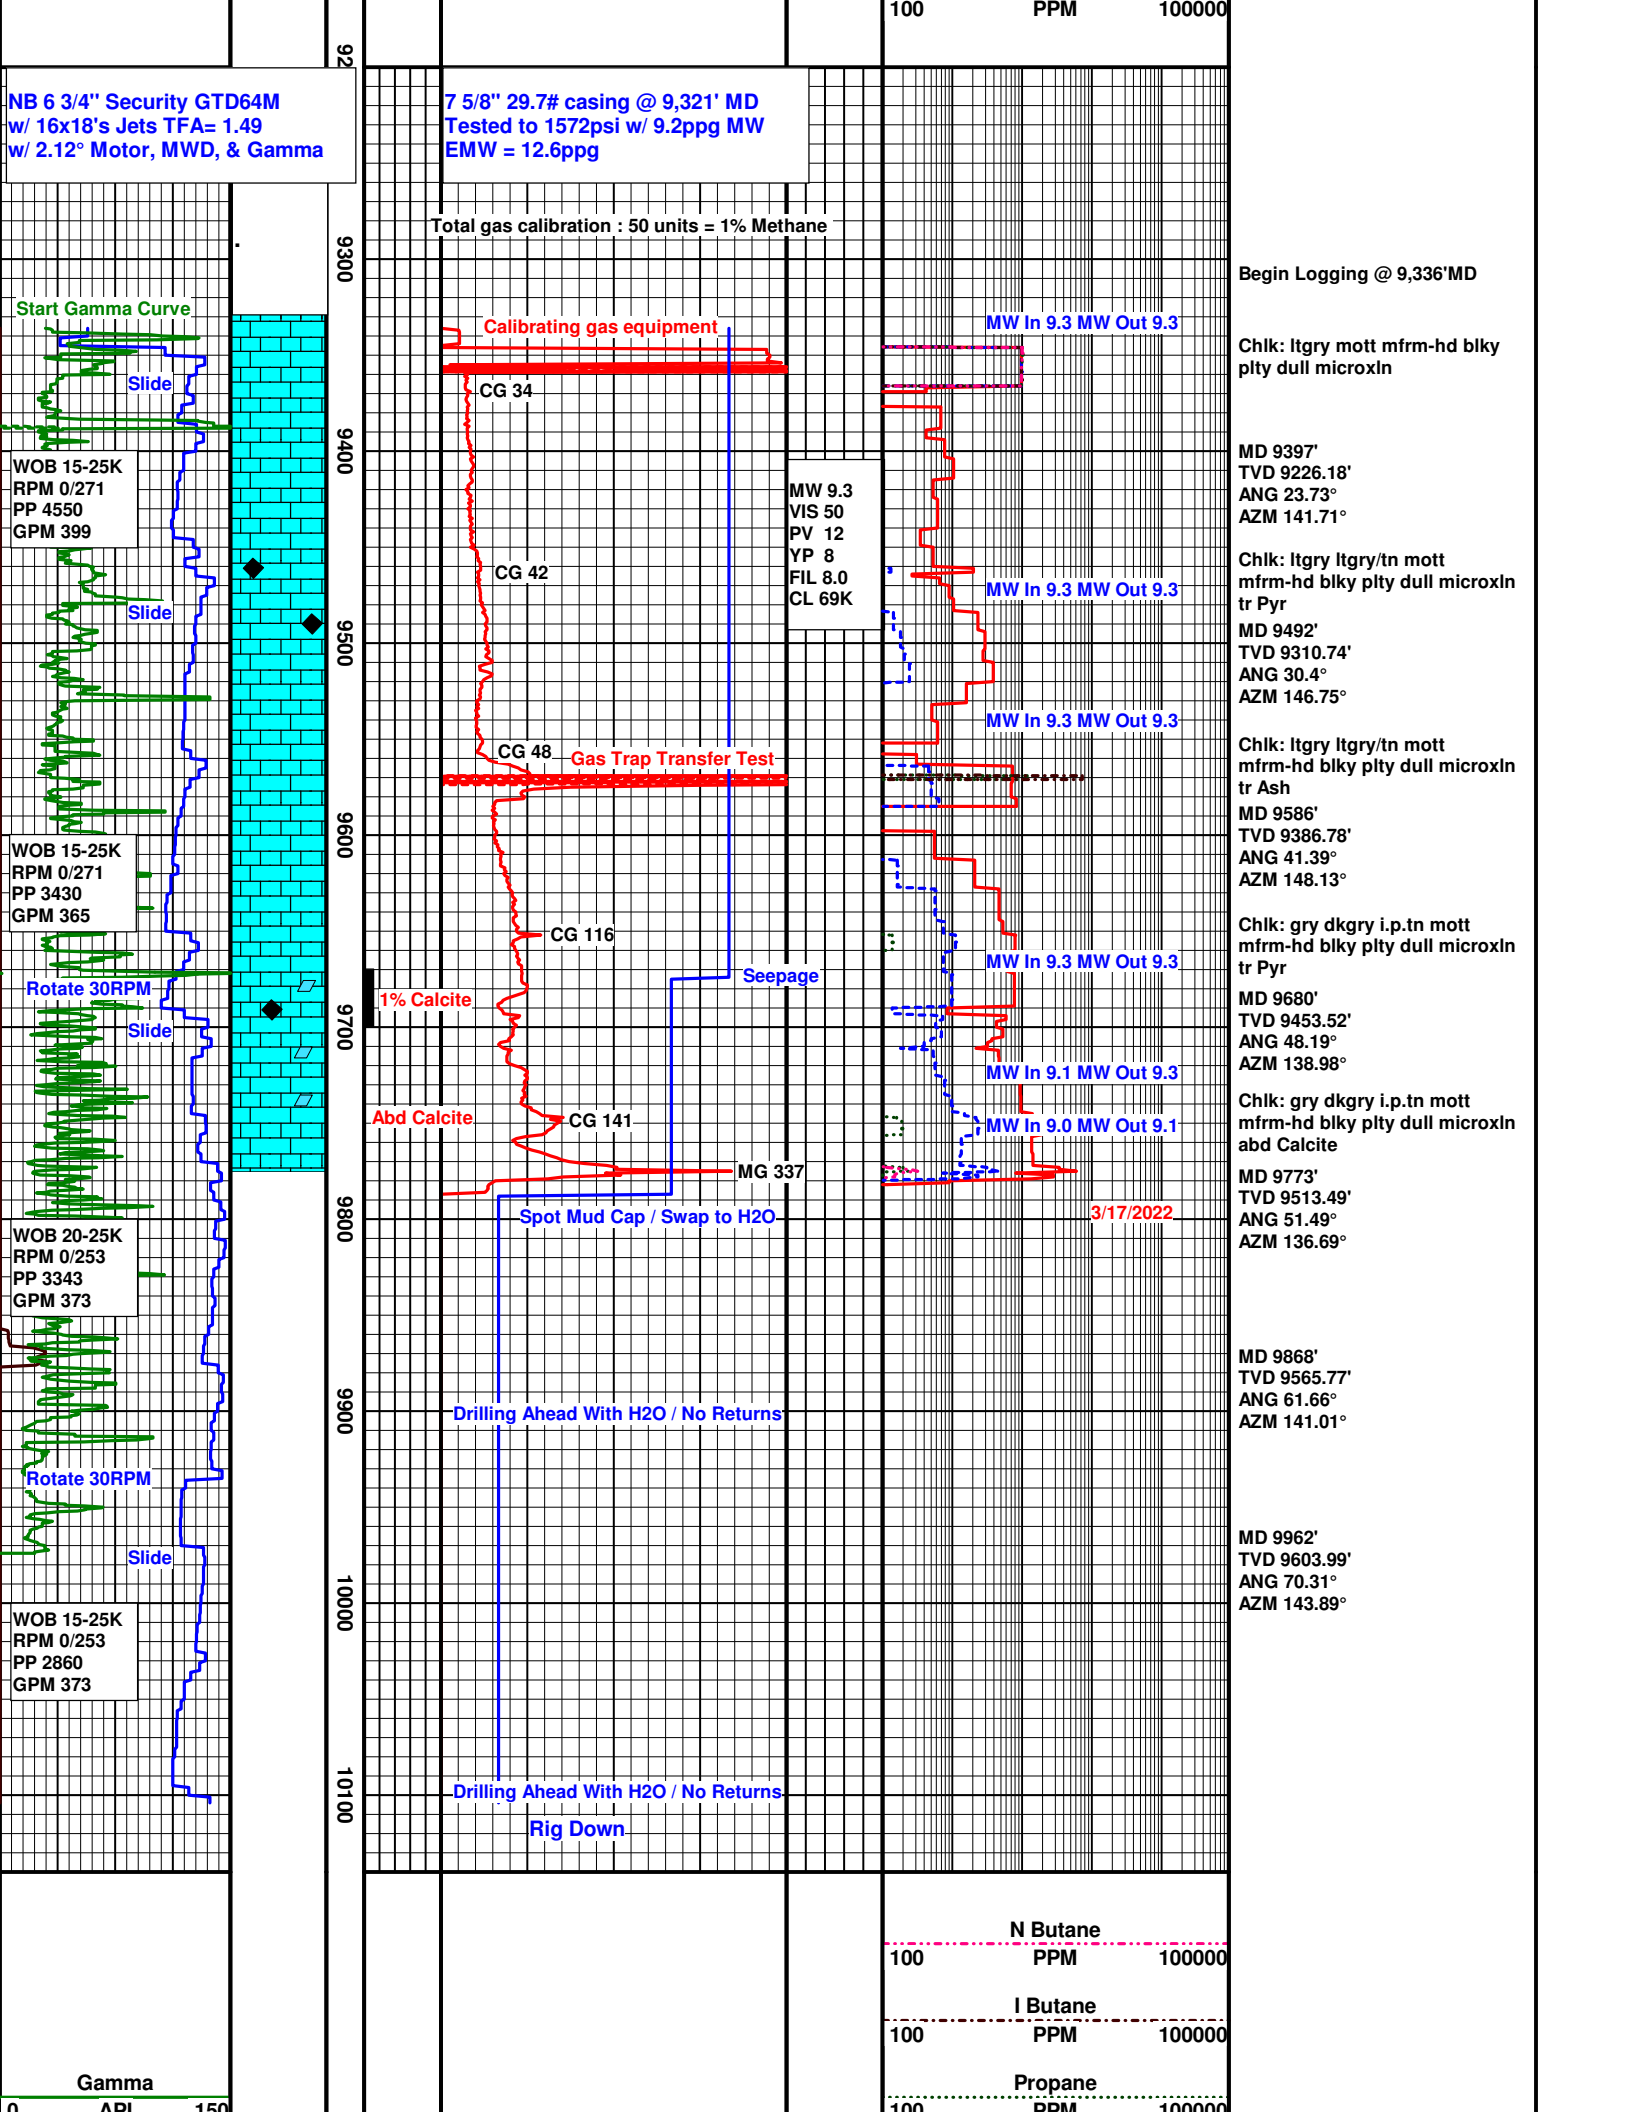 100 PPM 100000
92
NB 6 3/4" Security GTD64M
w/ 16x18's Jets TFA= 1.49
w/ 2.12° Motor, MWD, & Gamma
7 5/8" 29.7# casing @ 9,321' MD
Tested to 1572psi w/ 9.2ppg MW
EMW = 12.6ppg
Total gas calibration : 50 units = 1% Methane
9300
Begin Logging @ 9,336'MD
Start Gamma Curve
Calibrating gas equipment
MW In 9.3 MW Out 9.3
Chlk: ltgry mott mfrm-hd blky
plty dull microxln
Slide
CG 34
9400
MD 9397'
TVD 9226.18'
ANG 23.73°
AZM 141.71°
WOB 15-25K
RPM 0/271
PP 4550
GPM 399
MW 9.3
VIS 50
PV 12
YP 8
FIL 8.0
CL 69K
CG 42
Chlk: ltgry ltgry/tn mott
mfrm-hd blky plty dull microxln
tr Pyr
MW In 9.3 MW Out 9.3
Slide
9500
MD 9492'
TVD 9310.74'
ANG 30.4°
AZM 146.75°
MW In 9.3 MW Out 9.3
CG 48
Gas Trap Transfer Test
Chlk: ltgry ltgry/tn mott
mfrm-hd blky plty dull microxln
tr Ash
9600
MD 9586'
TVD 9386.78'
ANG 41.39°
AZM 148.13°
WOB 15-25K
RPM 0/271
PP 3430
GPM 365
CG 116
Chlk: gry dkgry i.p.tn mott
mfrm-hd blky plty dull microxln
tr Pyr
MW In 9.3 MW Out 9.3
Seepage
Rotate 30RPM
1% Calcite
Slide
9700
MD 9680'
TVD 9453.52'
ANG 48.19°
AZM 138.98°
MW In 9.1 MW Out 9.3
Abd Calcite
CG 141
MW In 9.0 MW Out 9.1
Chlk: gry dkgry i.p.tn mott
mfrm-hd blky plty dull microxln
abd Calcite
MG 337
MD 9773'
TVD 9513.49'
ANG 51.49°
AZM 136.69°
9800
Spot Mud Cap / Swap to H2O
3/17/2022
WOB 20-25K
RPM 0/253
PP 3343
GPM 373
MD 9868'
TVD 9565.77'
ANG 61.66°
AZM 141.01°
9900
Drilling Ahead With H2O / No Returns
Rotate 30RPM
Slide
MD 9962'
TVD 9603.99'
ANG 70.31°
AZM 143.89°
10000
WOB 15-25K
RPM 0/253
PP 2860
GPM 373
10100
Drilling Ahead With H2O / No Returns
Rig Down
N Butane
100 PPM 100000
I Butane
100 PPM 100000
Gamma
0 API 150
Propane
100 PPM 100000